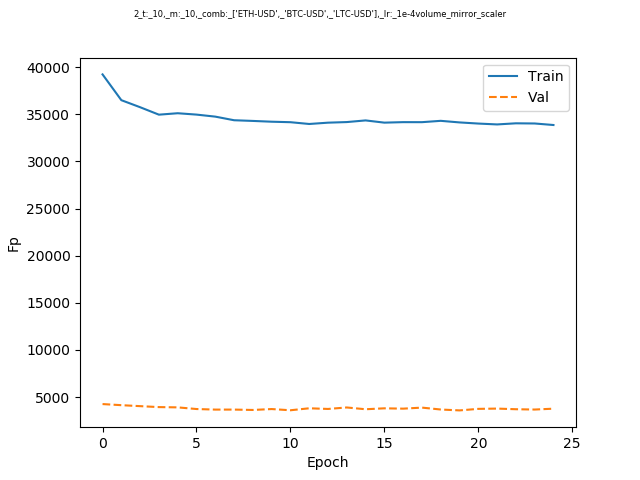 2_t:_10,_m:_10,_comb:_['ETH-USD',_'BTC-USD',_'LTC-USD'],_lr:_1e-4volume_mirror_scaler
40000
35000
30000
25000
20000
15000
10000
5000
Fp
Train
Val
0 5 10 15 20 25
Epoch